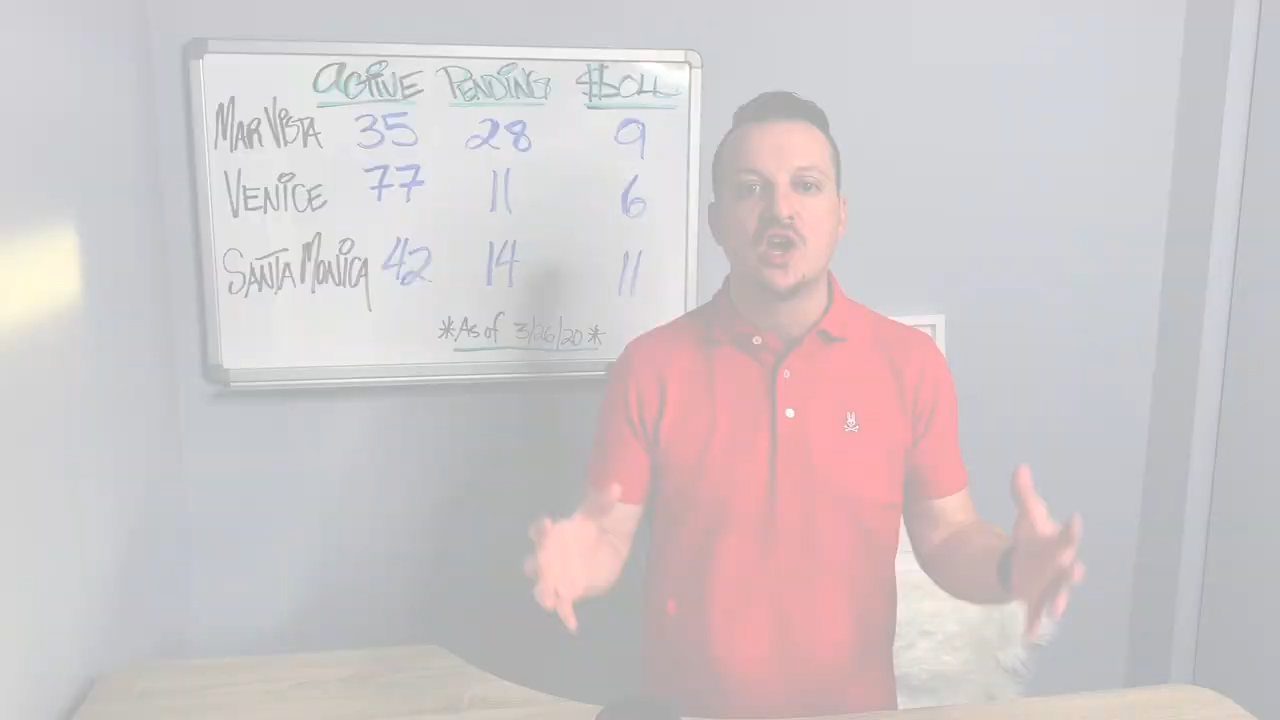 Active Pending $OLL
Mar Vista 35 28 9
Venice 77 11 6
Santa Monica 42 14 11
*As of 3/26/20*